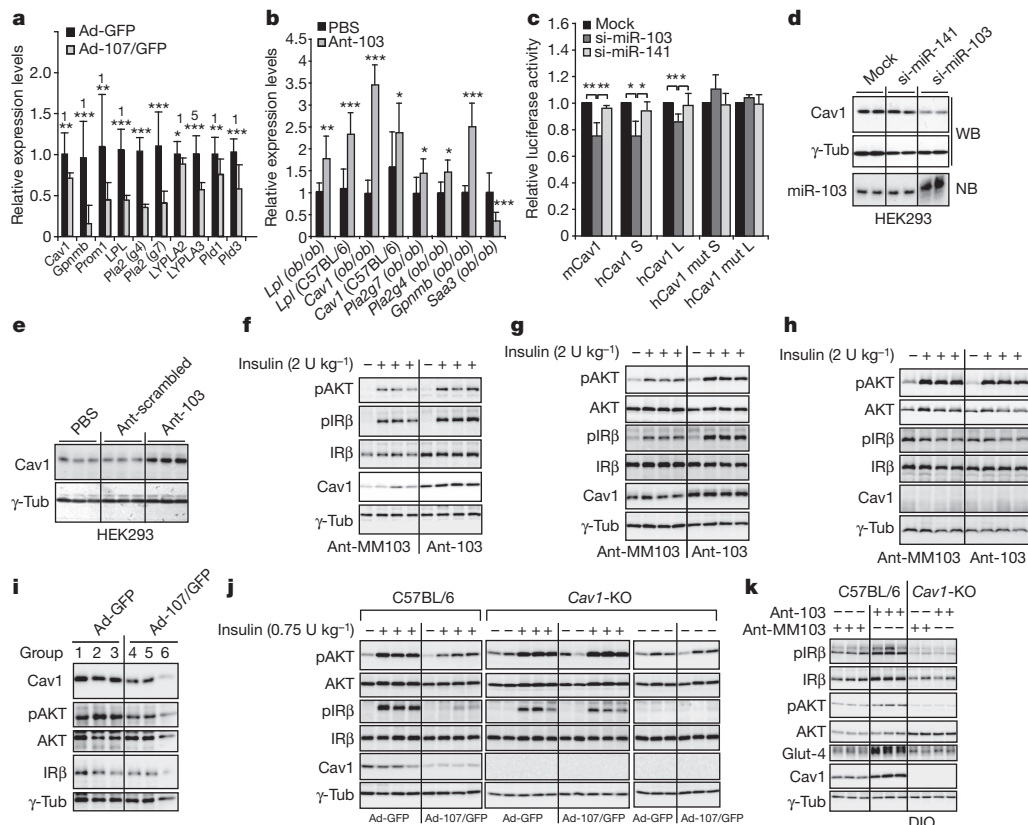 a
Ad-GFP
Ad-107/GFP
Relative expression levels
2.0
1.5
1.0
0.5
0
1
**
1
***
1
**
1
***
***
***
1
*
5
***
1
**
1
***
Cav1
Gpnmb
Prom1
LPL
Pla2 (g4)
Pla2 (g7)
LYPLA2
LYPLA3
Pld1
Pld3
b
PBS
Ant-103
Relative expression levels
4.5
4
3.5
3
2.5
2
1.5
1
0.5
0
**
***
***
*
*
*
***
***
Lpl (ob/ob)
Lpl (C57BL/6)
Cav1 (ob/ob)
Cav1 (C57BL/6)
Pla2g7 (ob/ob)
Pla2g4 (ob/ob)
Gpnmb (ob/ob)
Saa3 (ob/ob)
c
Mock
si-miR-103
si-miR-141
Relative luciferase activity
1.4
1.2
1.0
0.8
0.6
0.4
0.2
0
** **
* *
** *
mCav1
hCav1 S
hCav1 L
hCav1 mut S
hCav1 mut L
d
Mock
si-miR-141
si-miR-103
Cav1
γ-Tub
WB
miR-103
NB
HEK293
e
PBS
Ant-scrambled
Ant-103
Cav1
γ-Tub
HEK293
f
Insulin (2 U kg⁻¹) − + + + − + + +
pAKT
pIRβ
IRβ
Cav1
γ-Tub
Ant-MM103 Ant-103
g
Insulin (2 U kg⁻¹) − + + + − + + +
pAKT
AKT
pIRβ
IRβ
Cav1
γ-Tub
Ant-MM103 Ant-103
h
Insulin (2 U kg⁻¹) − + + + − + + +
pAKT
AKT
pIRβ
IRβ
Cav1
γ-Tub
Ant-MM103 Ant-103
i
Ad-GFP
Ad-107/GFP
Group 1 2 3 4 5 6
Cav1
pAKT
AKT
IRβ
γ-Tub
j
C57BL/6 Cav1-KO
Insulin (0.75 U kg⁻¹) − + + + − + + + − − + + + − − + + + − − − − − −
pAKT
AKT
pIRβ
IRβ
Cav1
γ-Tub
Ad-GFP Ad-107/GFP Ad-GFP Ad-107/GFP Ad-GFP Ad-107/GFP
k
C57BL/6 Cav1-KO
Ant-103 − − − + + + − − + +
Ant-MM103 + + + − − − + + − −
pIRβ
IRβ
pAKT
AKT
Glut-4
Cav1
γ-Tub
DIO